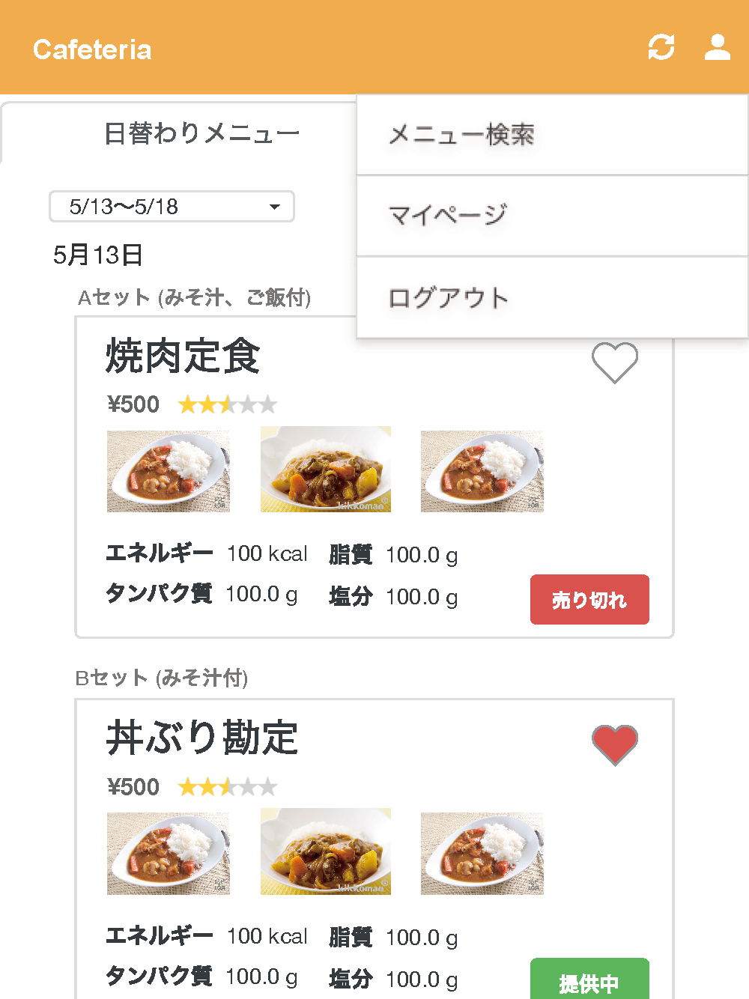 Cafeteria
日替わりメニュー
メニュー検索
マイページ
ログアウト
5/13〜5/18
5月13日
Aセット (みそ汁、ご飯付)
焼肉定食
¥500
kikkoman
エネルギー 100 kcal 脂質 100.0 g
タンパク質 100.0 g 塩分 100.0 g
売り切れ
Bセット (みそ汁付)
丼ぶり勘定
¥500
kikkoman
エネルギー 100 kcal 脂質 100.0 g
タンパク質 100.0 g 塩分 100.0 g
提供中